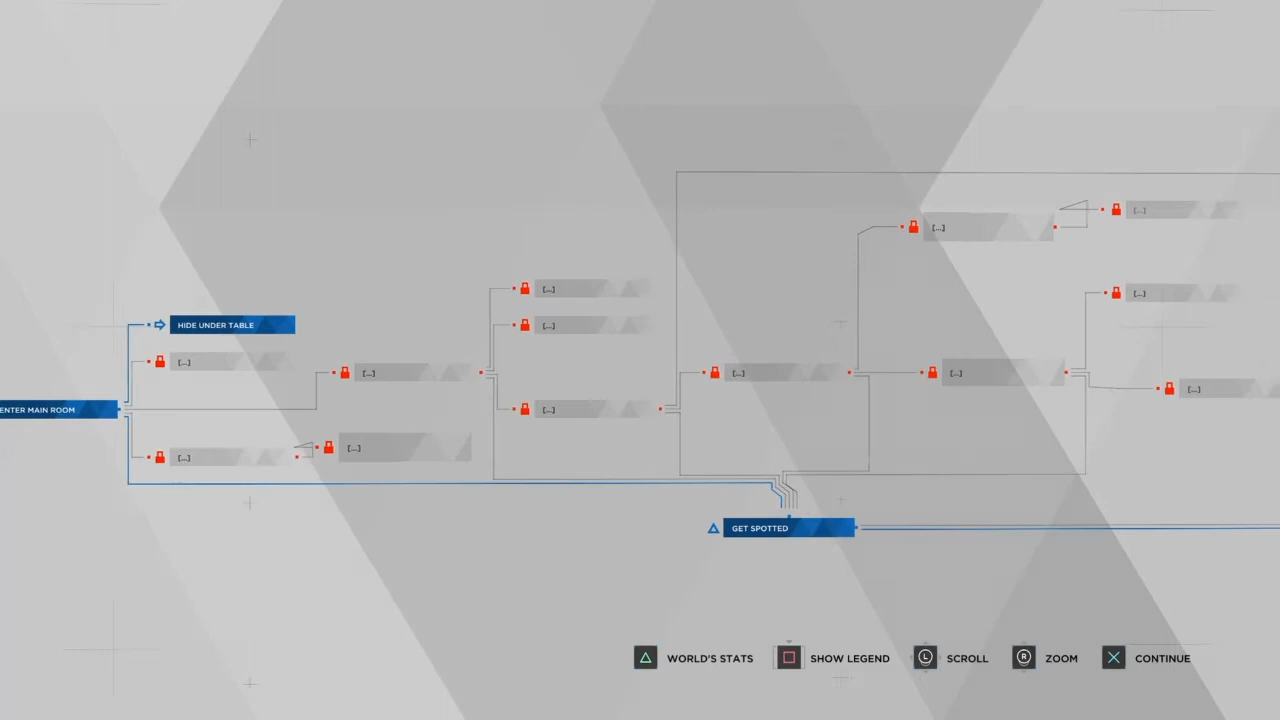 [...]
[...]
[...]
[...]
[...]
HIDE UNDER TABLE
[...]
[...]
[...]
[...]
[...]
ENTER MAIN ROOM
[...]
[...]
[...]
GET SPOTTED
WORLD'S STATS
SHOW LEGEND
L
SCROLL
R
ZOOM
CONTINUE